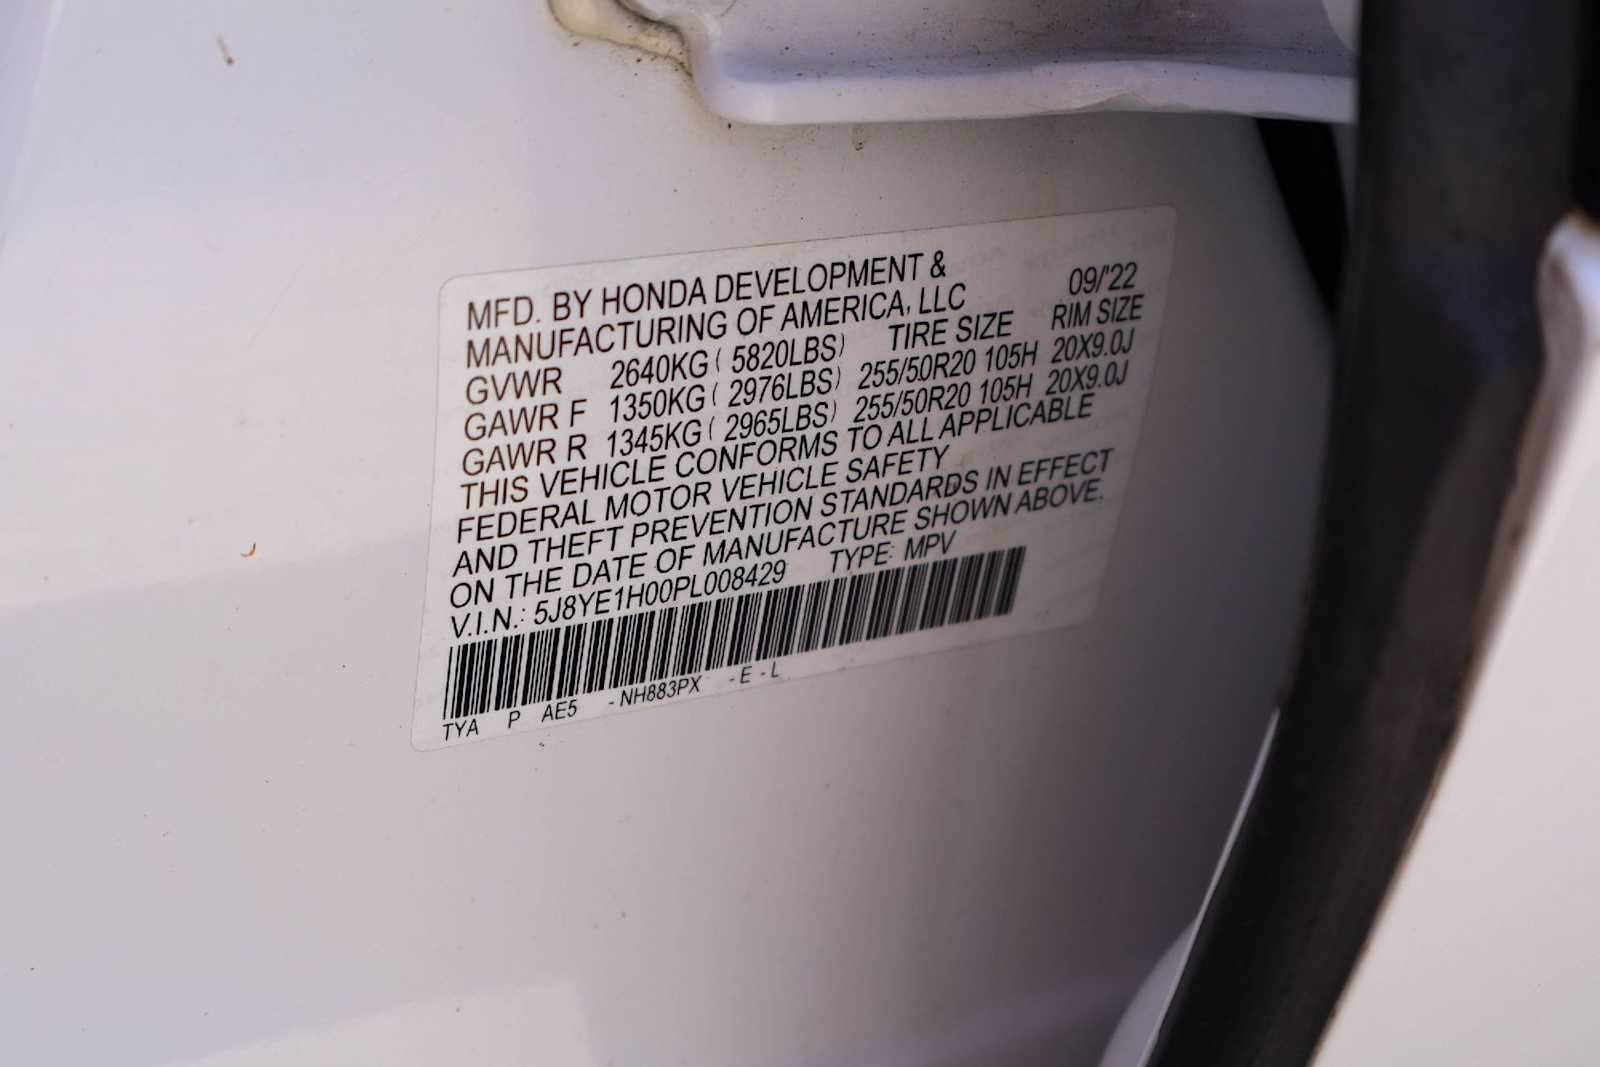 MFD. BY HONDA DEVELOPMENT &
MANUFACTURING OF AMERICA, LLC 09/'22
GVWR 2640KG ( 5820LBS) TIRE SIZE RIM SIZE
GAWR F 1350KG ( 2976LBS) 255/50R20 105H 20X9.0J
GAWR R 1345KG ( 2965LBS) 255/50R20 105H 20X9.0J
THIS VEHICLE CONFORMS TO ALL APPLICABLE
FEDERAL MOTOR VEHICLE SAFETY
AND THEFT PREVENTION STANDARDS IN EFFECT
ON THE DATE OF MANUFACTURE SHOWN ABOVE.
V.I.N.: 5J8YE1H00PL008429 TYPE: MPV
TYA P AE5 - NH883PX - E - L